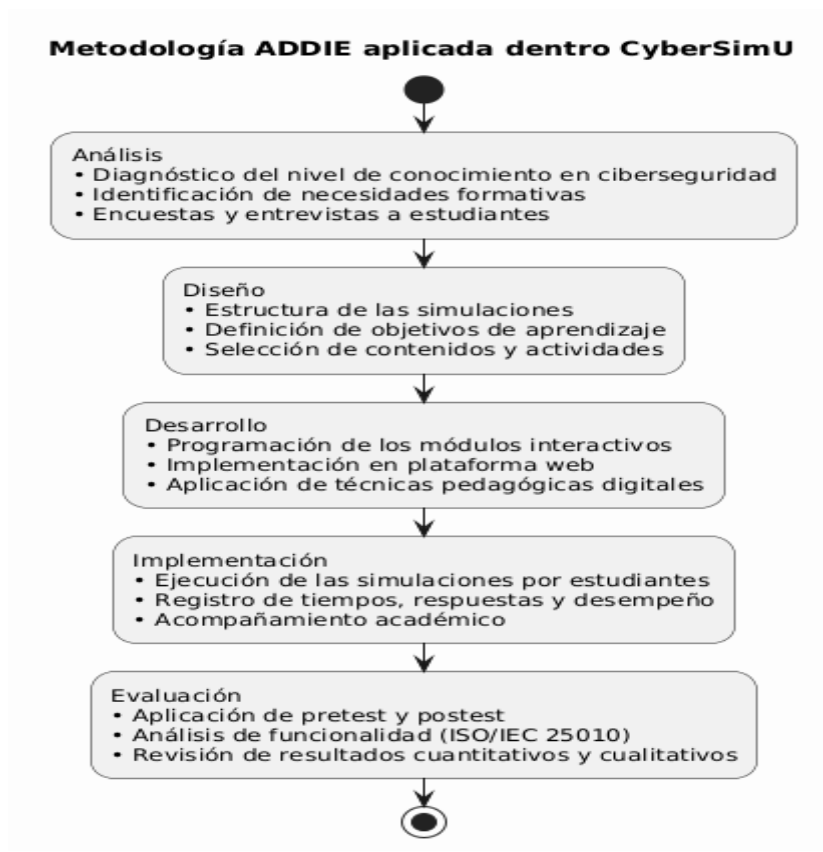 Metodología ADDIE aplicada dentro CyberSimU
Análisis
• Diagnóstico del nivel de conocimiento en ciberseguridad
• Identificación de necesidades formativas
• Encuestas y entrevistas a estudiantes
Diseño
• Estructura de las simulaciones
• Definición de objetivos de aprendizaje
• Selección de contenidos y actividades
Desarrollo
• Programación de los módulos interactivos
• Implementación en plataforma web
• Aplicación de técnicas pedagógicas digitales
Implementación
• Ejecución de las simulaciones por estudiantes
• Registro de tiempos, respuestas y desempeño
• Acompañamiento académico
Evaluación
• Aplicación de pretest y postest
• Análisis de funcionalidad (ISO/IEC 25010)
• Revisión de resultados cuantitativos y cualitativos